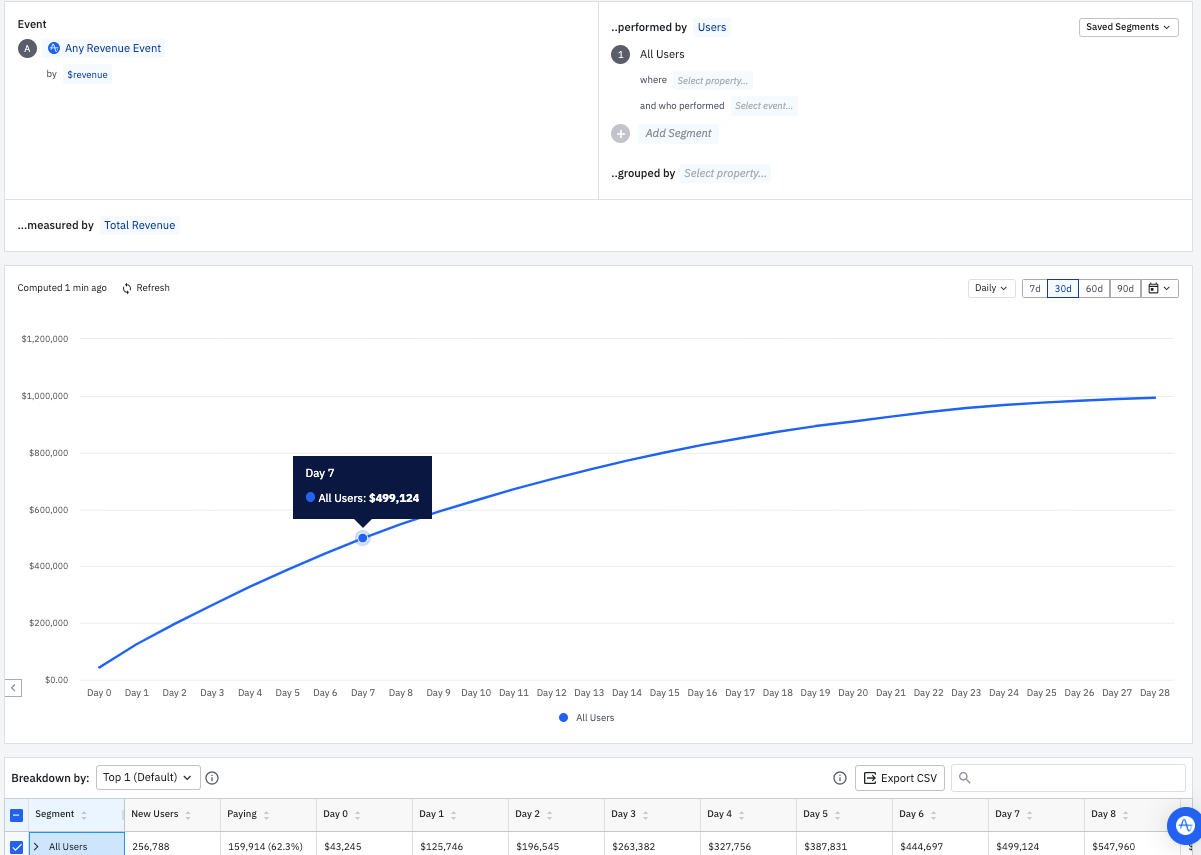 Event
A Any Revenue Event
by $revenue
..performed by Users
Saved Segments
1 All Users
where Select property...
and who performed Select event...
+ Add Segment
..grouped by Select property...
...measured by Total Revenue
Computed 1 min ago Refresh
Daily 7d 30d 60d 90d
$1,200,000
$1,000,000
$800,000
$600,000
$400,000
$200,000
$0.00
Day 7
All Users: $499,124
Day 0 Day 1 Day 2 Day 3 Day 4 Day 5 Day 6 Day 7 Day 8 Day 9 Day 10 Day 11 Day 12 Day 13 Day 14 Day 15 Day 16 Day 17 Day 18 Day 19 Day 20 Day 21 Day 22 Day 23 Day 24 Day 25 Day 26 Day 27 Day 28
All Users
Breakdown by: Top 1 (Default) Export CSV
Segment New Users Paying Day 0 Day 1 Day 2 Day 3 Day 4 Day 5 Day 6 Day 7 Day 8
All Users 256,788 159,914 (62.3%) $43,245 $125,746 $196,545 $263,382 $327,756 $387,831 $444,697 $499,124 $547,960